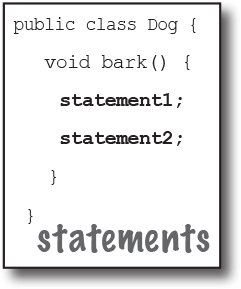 public class Dog {
void bark() {
statement1;
statement2;
}
}
statements